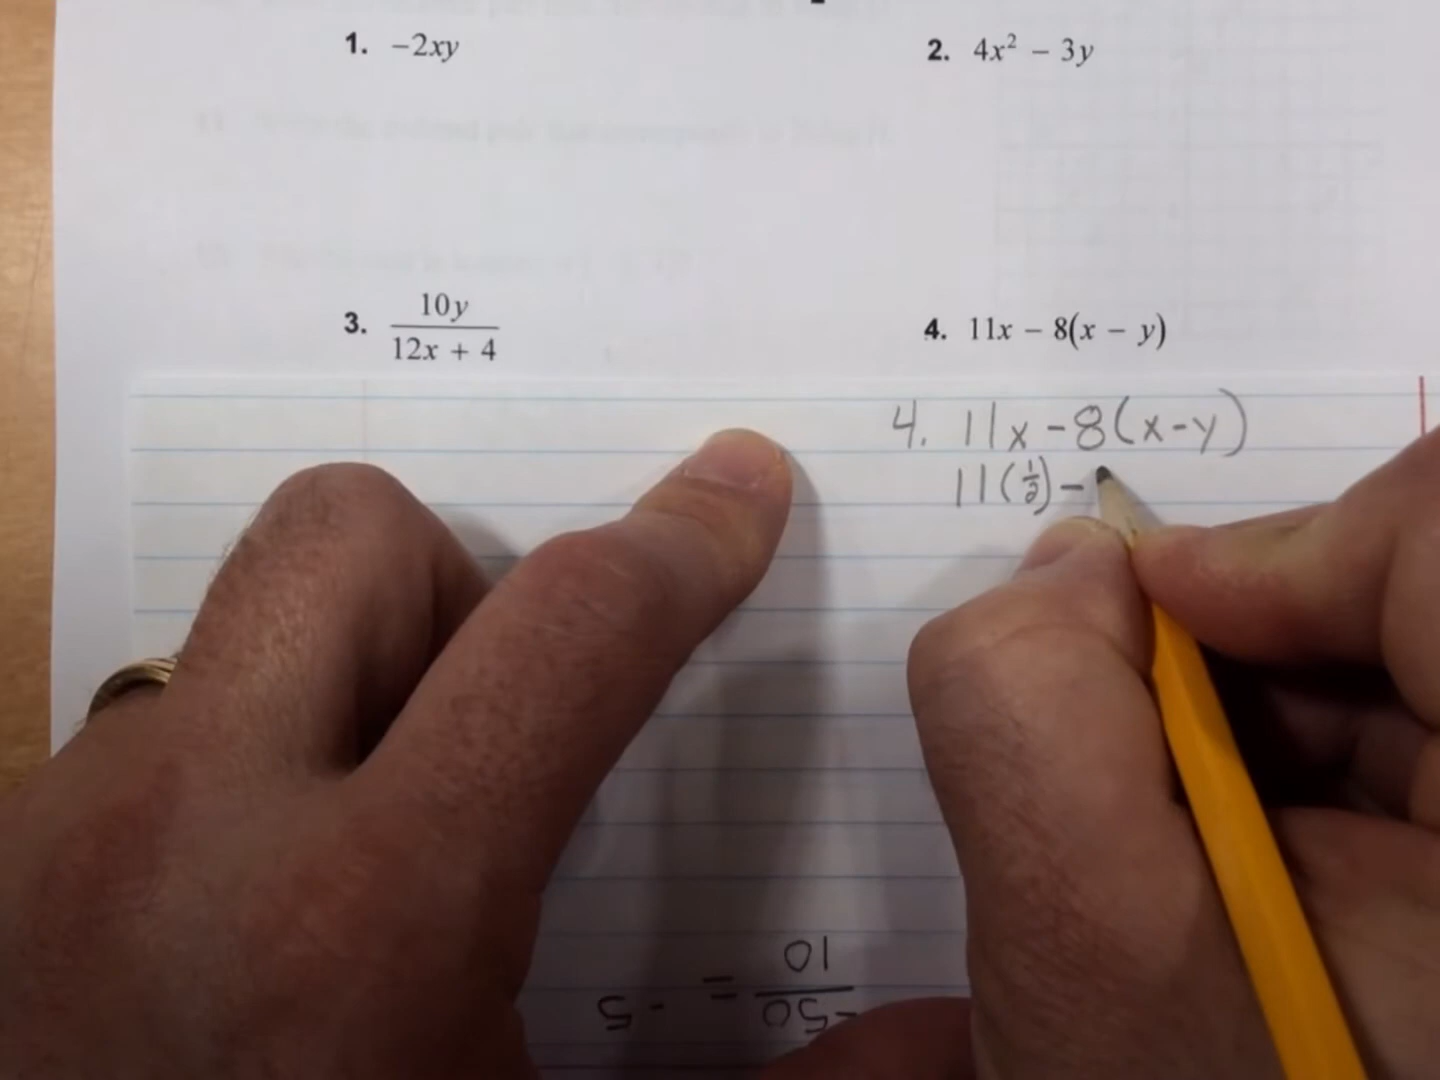 1. −2xy
2. 4x² − 3y
3. 10y / 12x + 4
4. 11x − 8(x − y)
4. 11x - 8(x - y)
11(1/2) -
-50 / 10 = -5